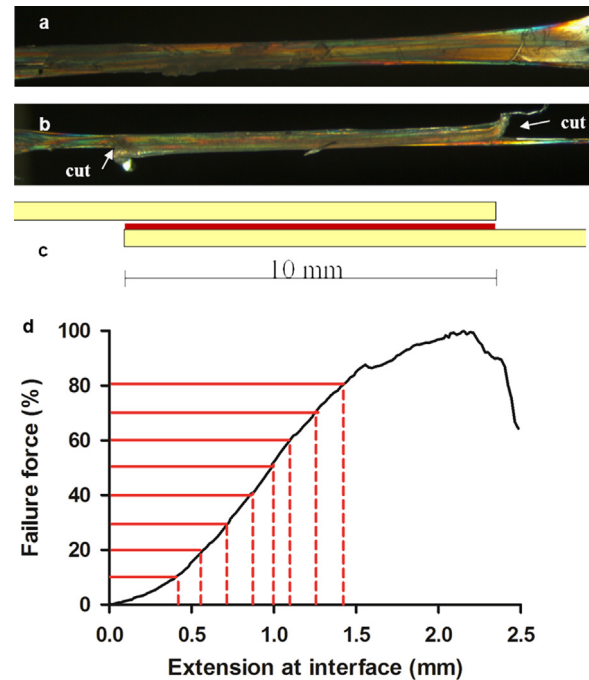 a
b
cut
cut
c
10 mm
d
100
80
60
40
20
0
Failure force (%)
0.0 0.5 1.0 1.5 2.0 2.5
Extension at interface (mm)